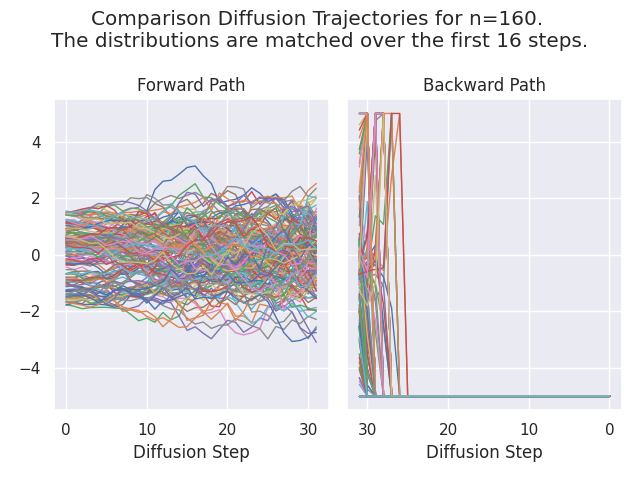 Comparison Diffusion Trajectories for n=160.
The distributions are matched over the first 16 steps.
Forward Path
Backward Path
4
2
0
−2
−4
0 10 20 30
30 20 10 0
Diffusion Step
Diffusion Step